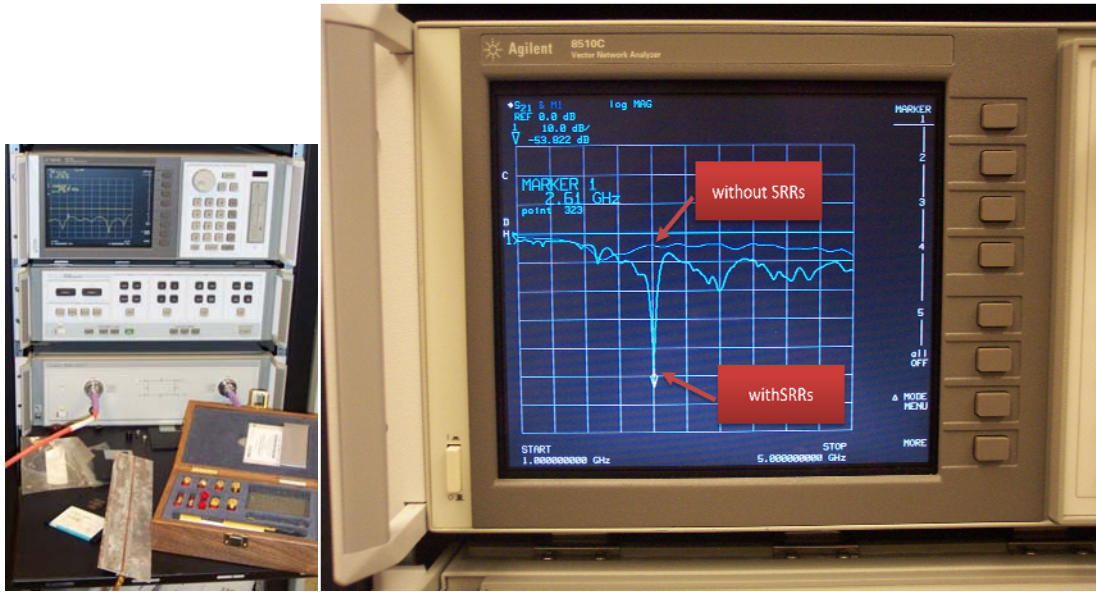 Agilent
8510C
Vector Network Analyzer
S21 & M1 log MAG
REF 0.0 dB
1 10.0 dB/
-53.822 dB
C
MARKER 1
2.61 GHz
point 323
D
H
1
START
1.000000000 GHz
STOP
5.000000000 GHz
MARKER
1
2
3
4
5
all
OFF
Δ MODE
MENU
MORE
without SRRs
withSRRs